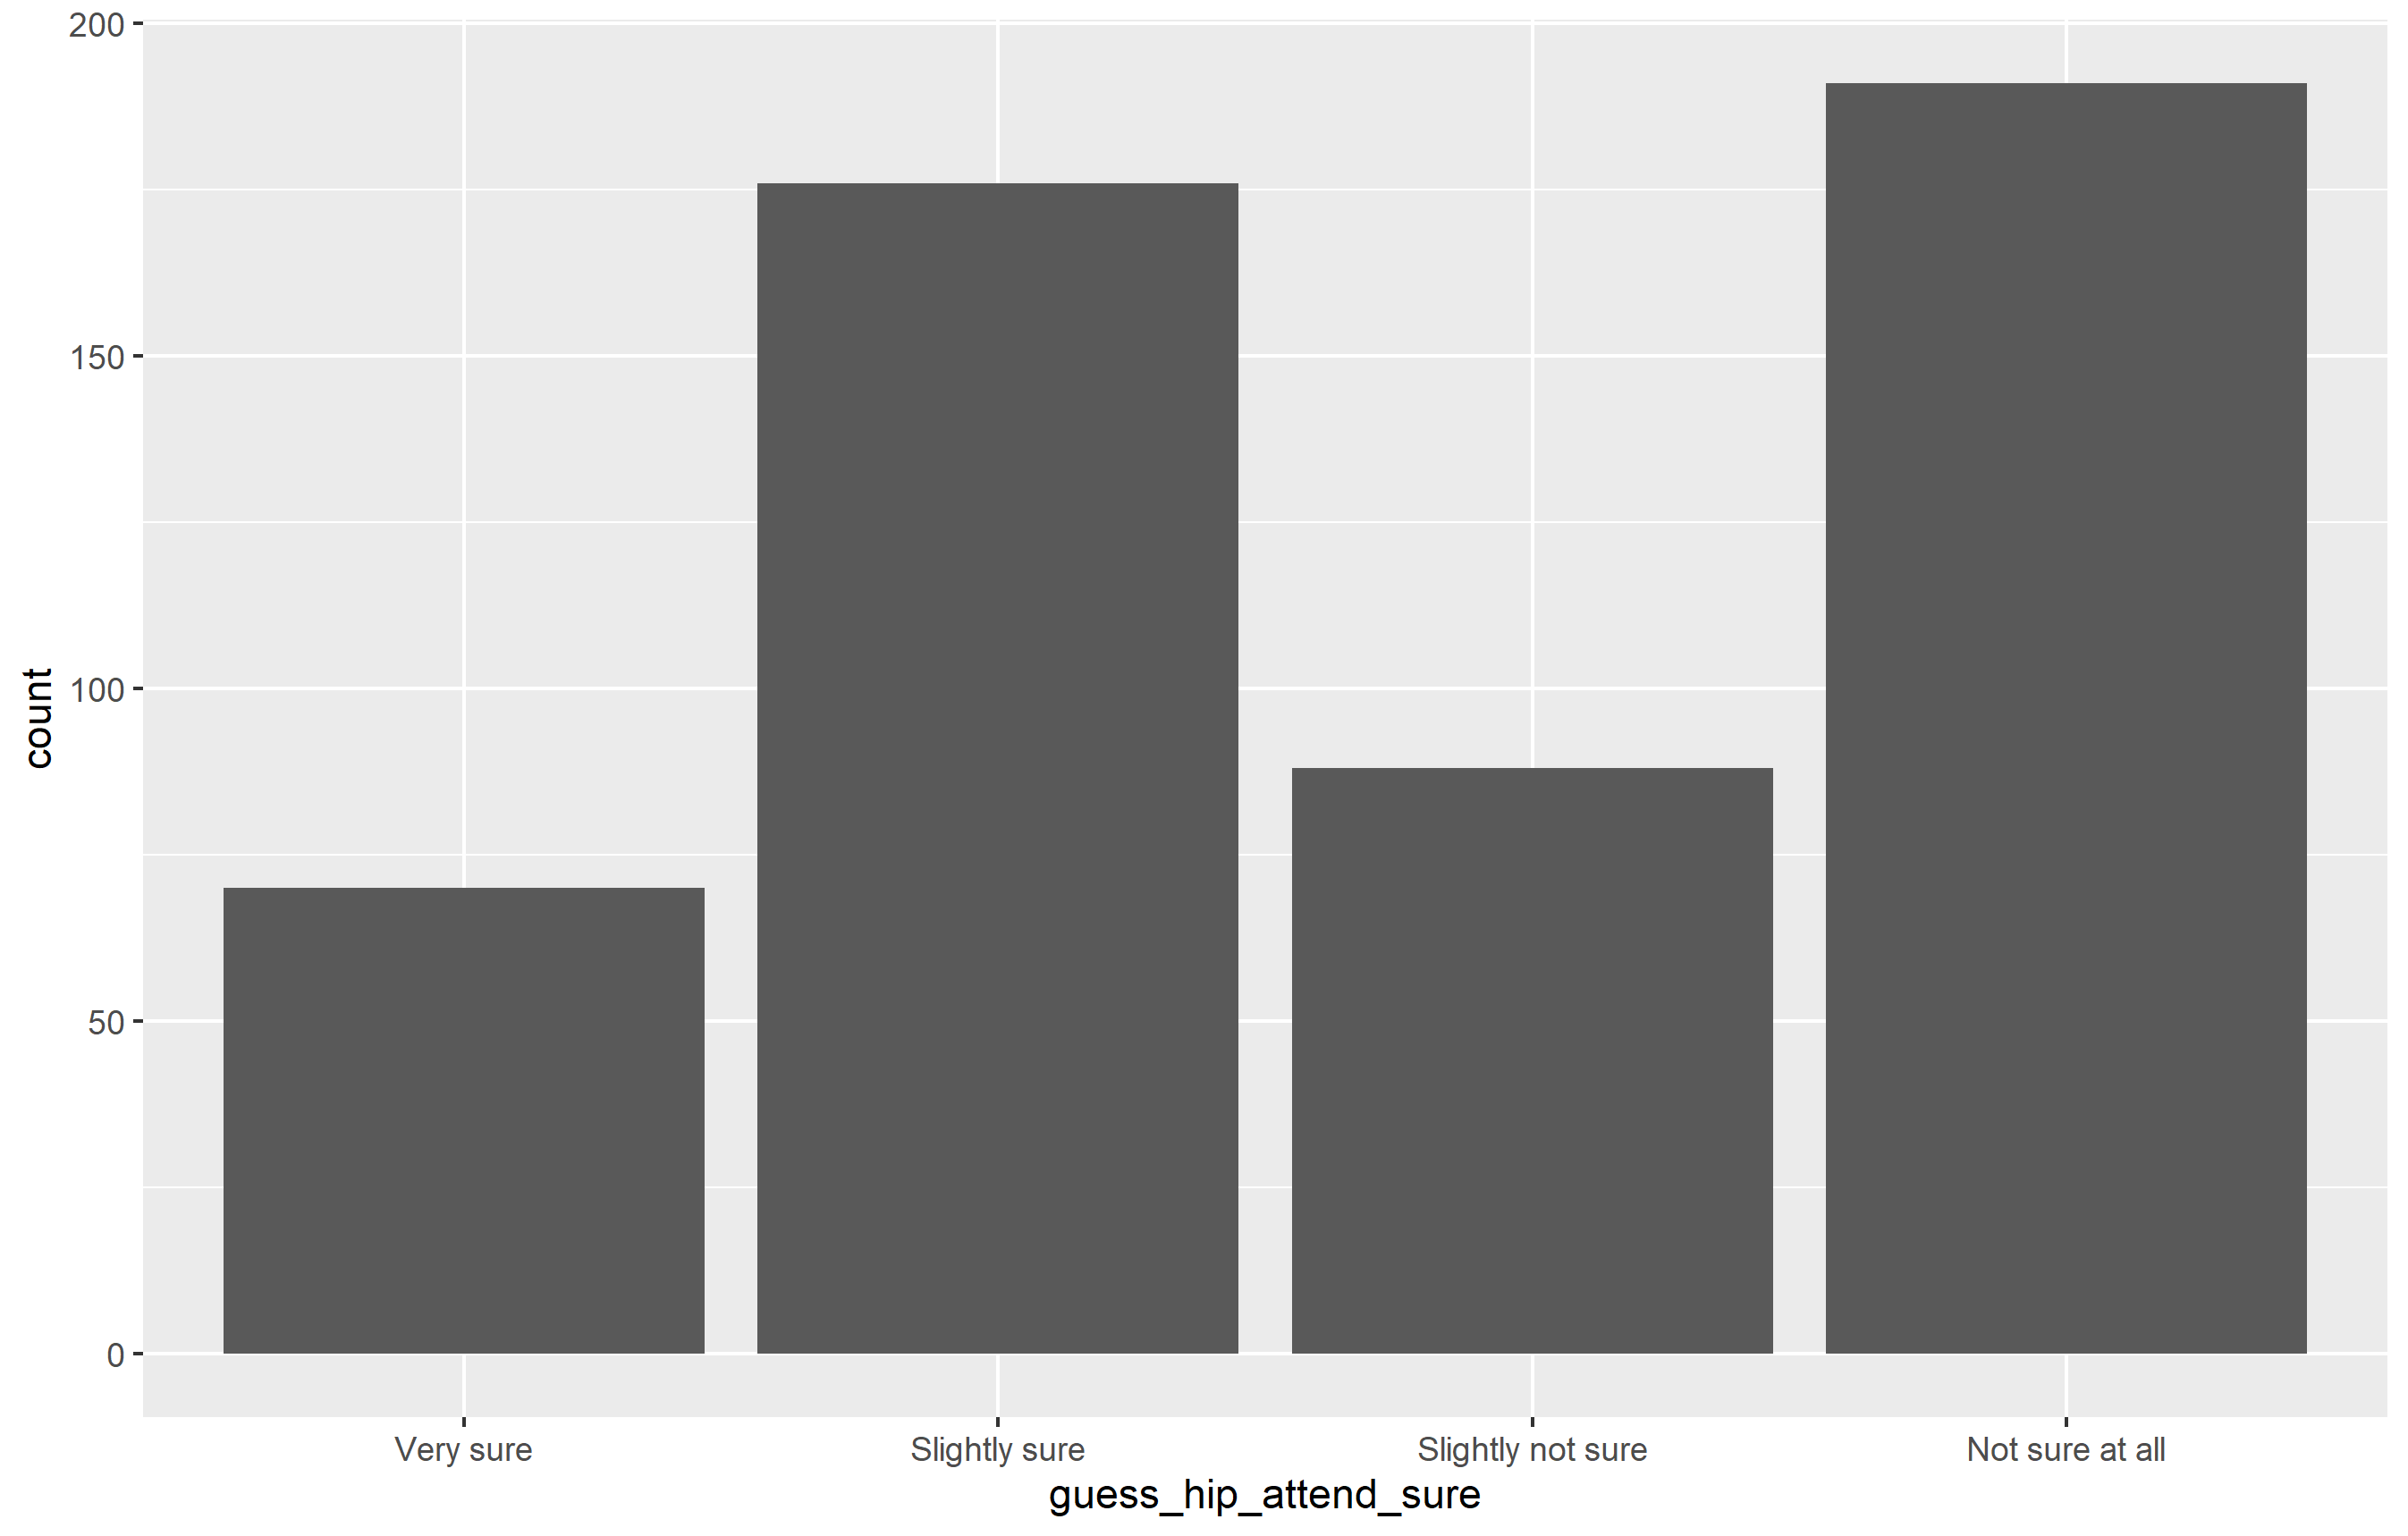 200
150
100
50
0
count
Very sure
Slightly sure
Slightly not sure
Not sure at all
guess_hip_attend_sure